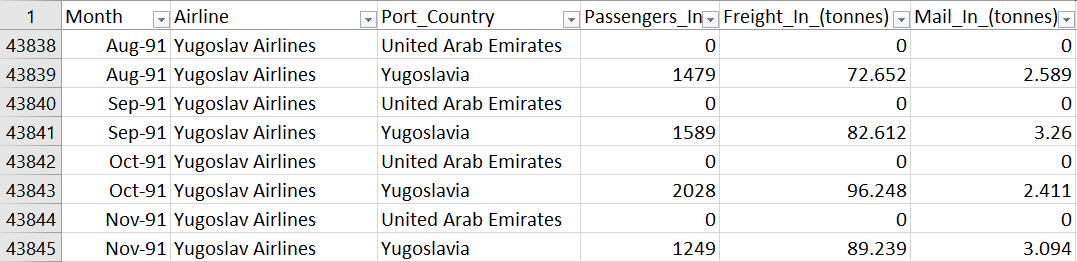 1 Month Airline Port_Country Passengers_In Freight_In_(tonnes) Mail_In_(tonnes)
43838 Aug-91 Yugoslav Airlines United Arab Emirates 0 0 0
43839 Aug-91 Yugoslav Airlines Yugoslavia 1479 72.652 2.589
43840 Sep-91 Yugoslav Airlines United Arab Emirates 0 0 0
43841 Sep-91 Yugoslav Airlines Yugoslavia 1589 82.612 3.26
43842 Oct-91 Yugoslav Airlines United Arab Emirates 0 0 0
43843 Oct-91 Yugoslav Airlines Yugoslavia 2028 96.248 2.411
43844 Nov-91 Yugoslav Airlines United Arab Emirates 0 0 0
43845 Nov-91 Yugoslav Airlines Yugoslavia 1249 89.239 3.094